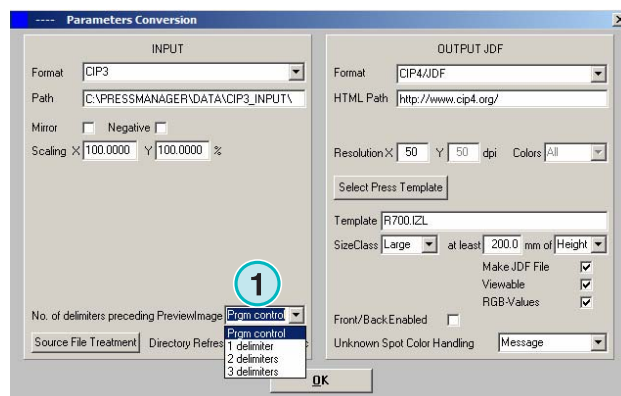 ---- Parameters Conversion
INPUT
Format CIP3
Path C:\PRESSMANAGER\DATA\CIP3_INPUT\
Mirror Negative
Scaling X 100.0000 Y 100.0000 %
1
No. of delimiters preceding PreviewImage Prgm control
Prgm control
1 delimiter
2 delimiters
3 delimiters
Source File Treatment Directory Refres
OUTPUT JDF
Format CIP4/JDF
HTML Path http://www.cip4.org/
Resolution X 50 Y 50 dpi Colors All
Select Press Template
Template R700.IZL
SizeClass Large at least 200.0 mm of Height
Make JDF File
Viewable
RGB-Values
Front/Back Enabled
Unknown Spot Color Handling Message
OK